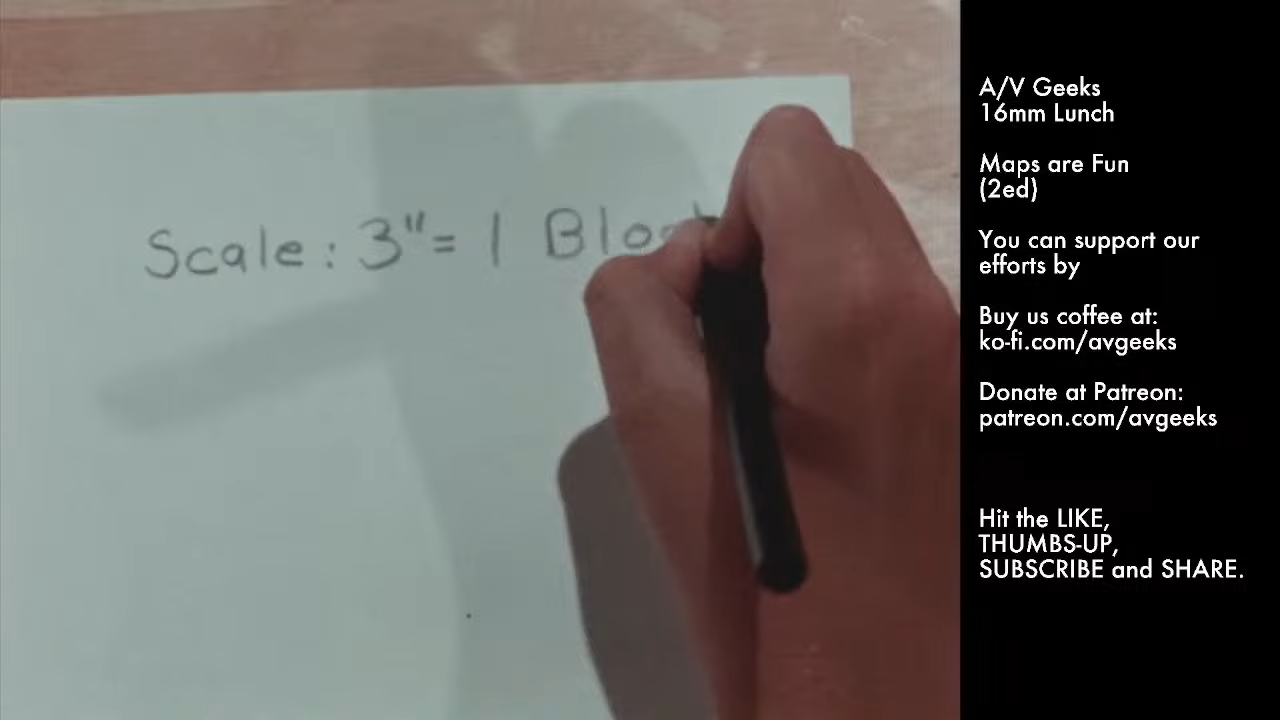 Scale: 3"= 1 Block
A/V Geeks
16mm Lunch
Maps are Fun
(2ed)
You can support our
efforts by
Buy us coffee at:
ko-fi.com/avgeeks
Donate at Patreon:
patreon.com/avgeeks
Hit the LIKE,
THUMBS-UP,
SUBSCRIBE and SHARE.